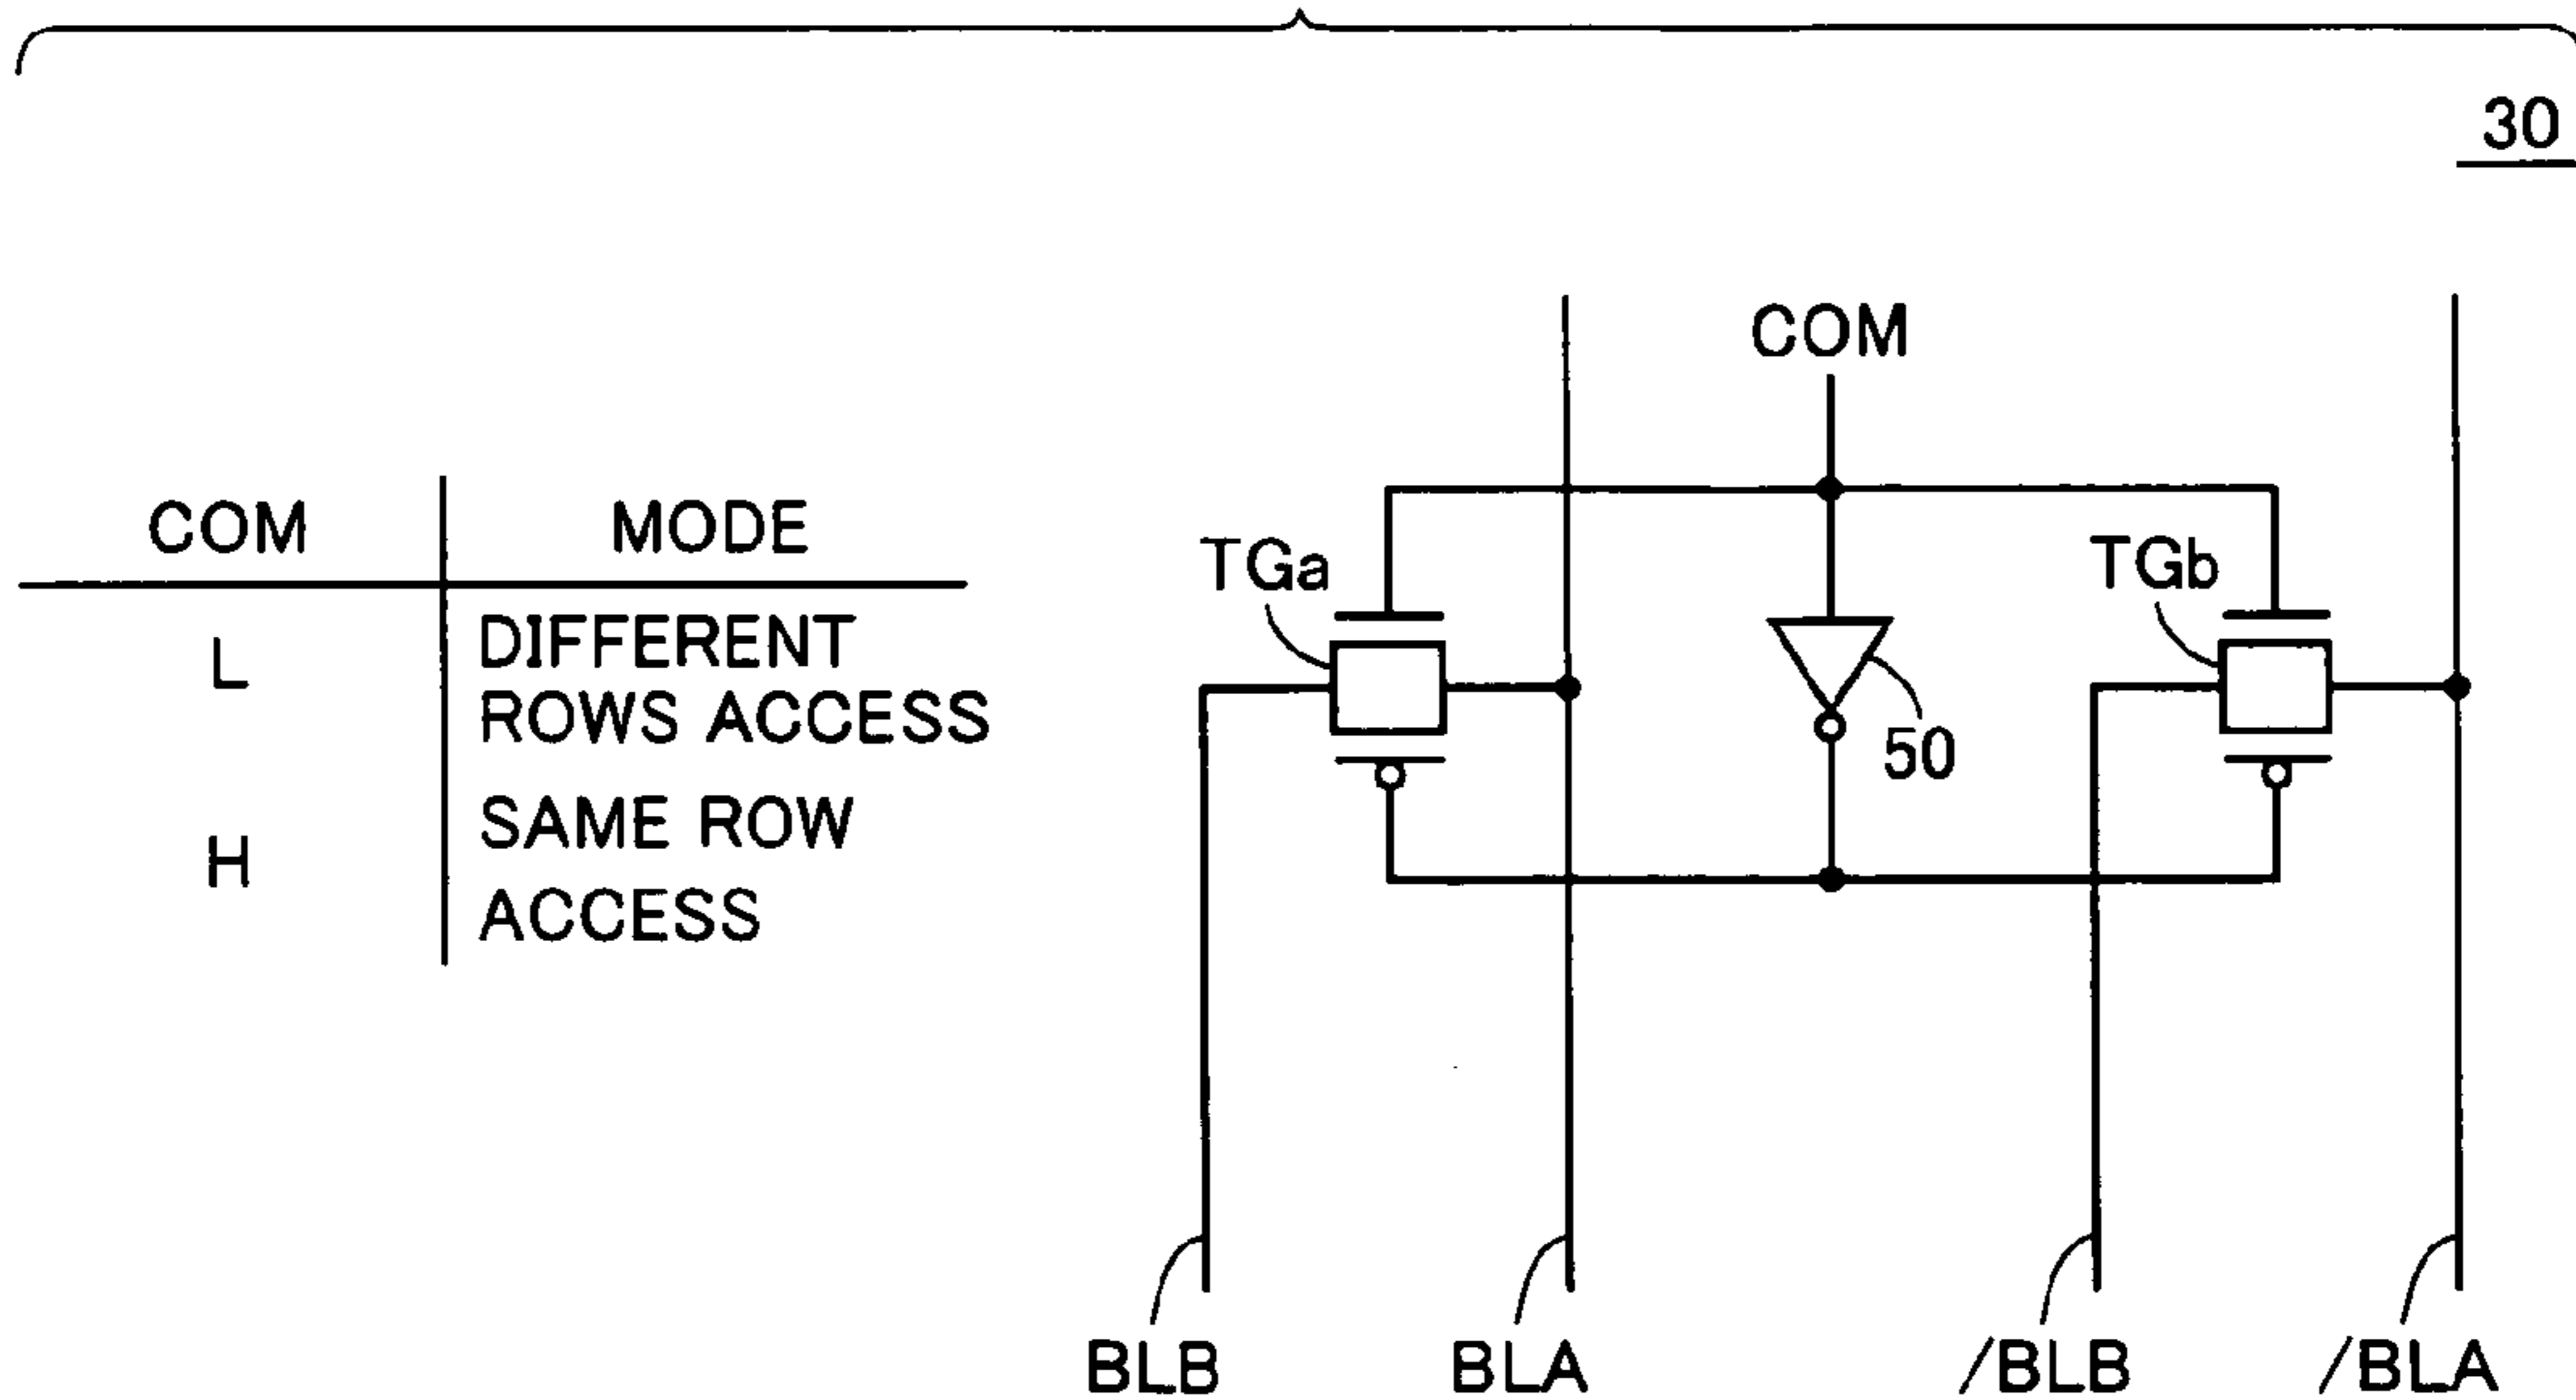 30
COM MODE
L DIFFERENT
ROWS ACCESS
H SAME ROW
ACCESS
COM
TGa
TGb
50
BLB BLA /BLB /BLA